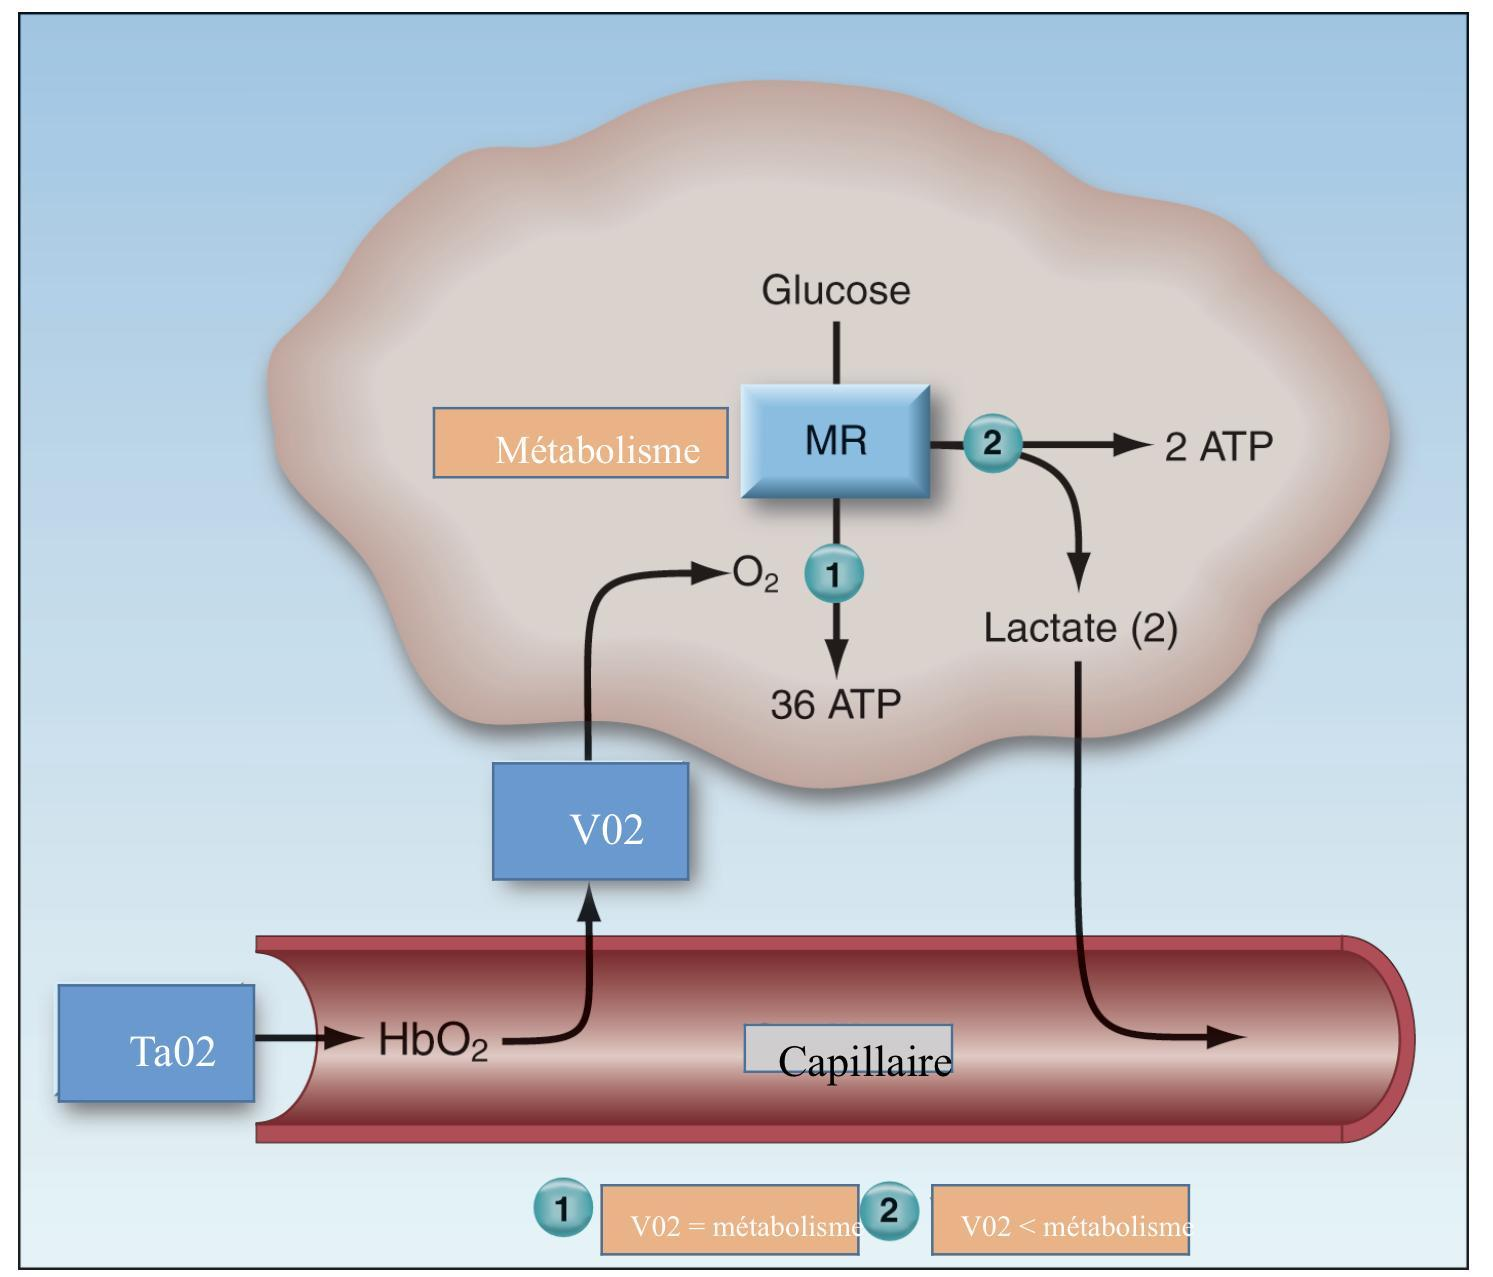 Glucose
Métabolisme
MR
2
2 ATP
O₂
1
Lactate (2)
36 ATP
V02
Ta02
HbO₂
Capillaire
1
V02 = métabolisme
2
V02 < métabolisme